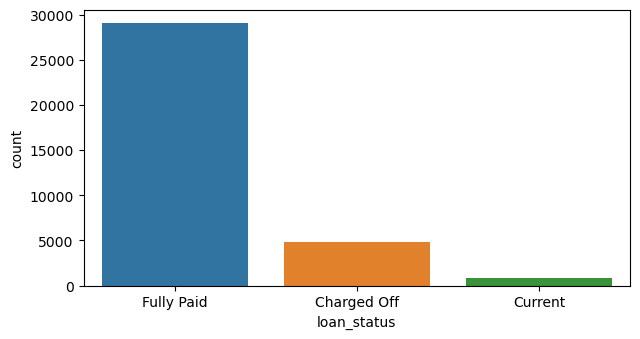 30000
25000
20000
15000
10000
5000
0
count
Fully Paid
Charged Off
Current
loan_status